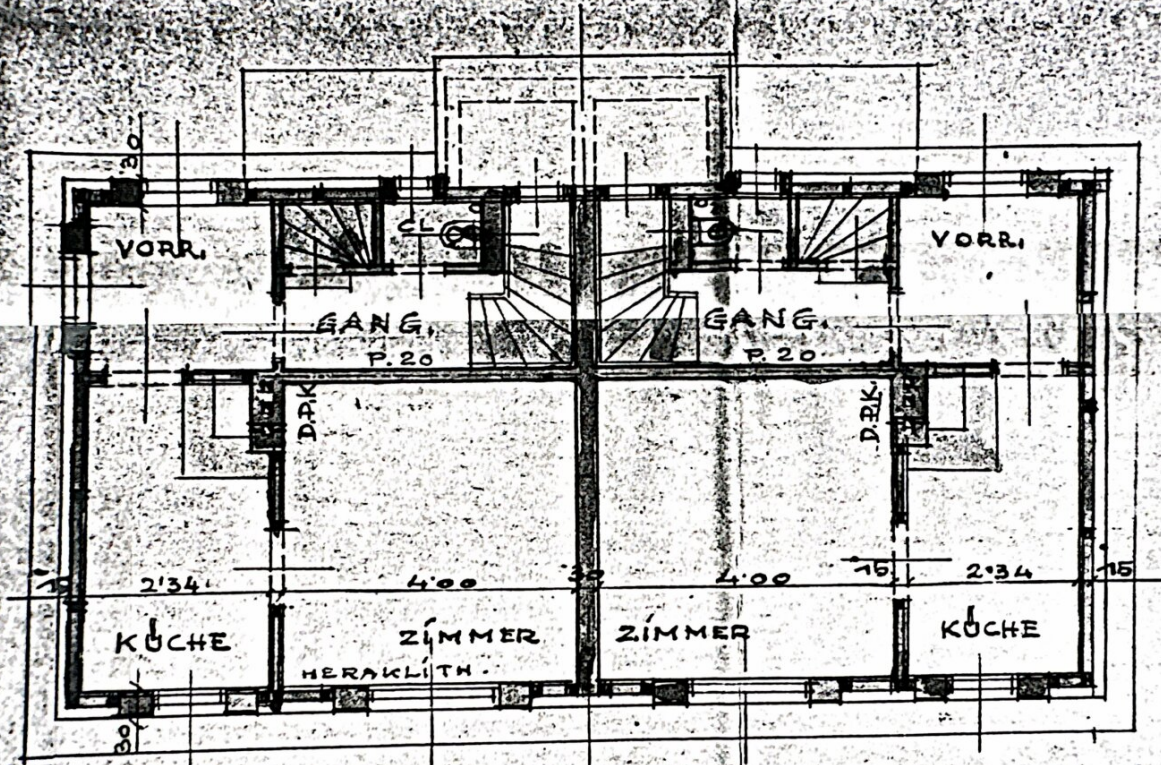 30
VORR.
CL
VORR.
GANG.
GANG.
P. 20
P. 20
D.P.K.
D.P.K.
15
2'34
4'00
30
4'00
15
2'34
15
KÜCHE
ZIMMER
ZIMMER
KÜCHE
HERAKLITH.
30